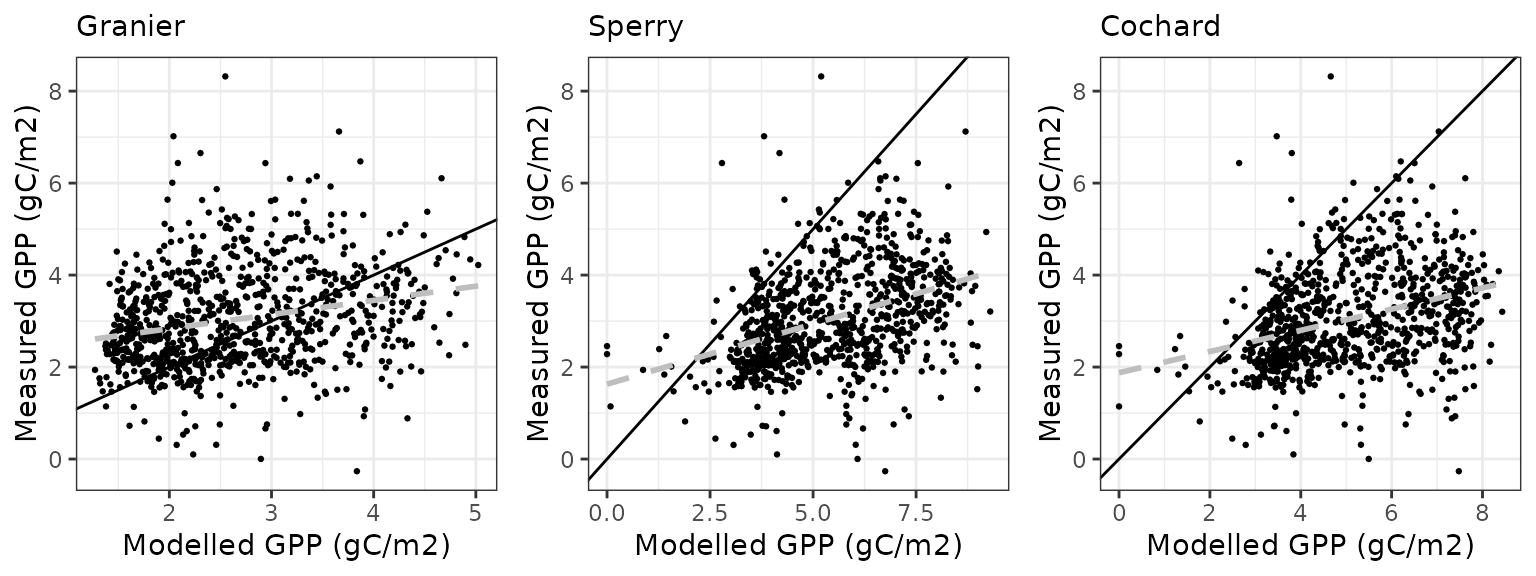 Granier
Measured GPP (gC/m2)
8
6
4
2
0
2 3 4 5
Modelled GPP (gC/m2)
Sperry
Measured GPP (gC/m2)
8
6
4
2
0
0.0 2.5 5.0 7.5
Modelled GPP (gC/m2)
Cochard
Measured GPP (gC/m2)
8
6
4
2
0
0 2 4 6 8
Modelled GPP (gC/m2)